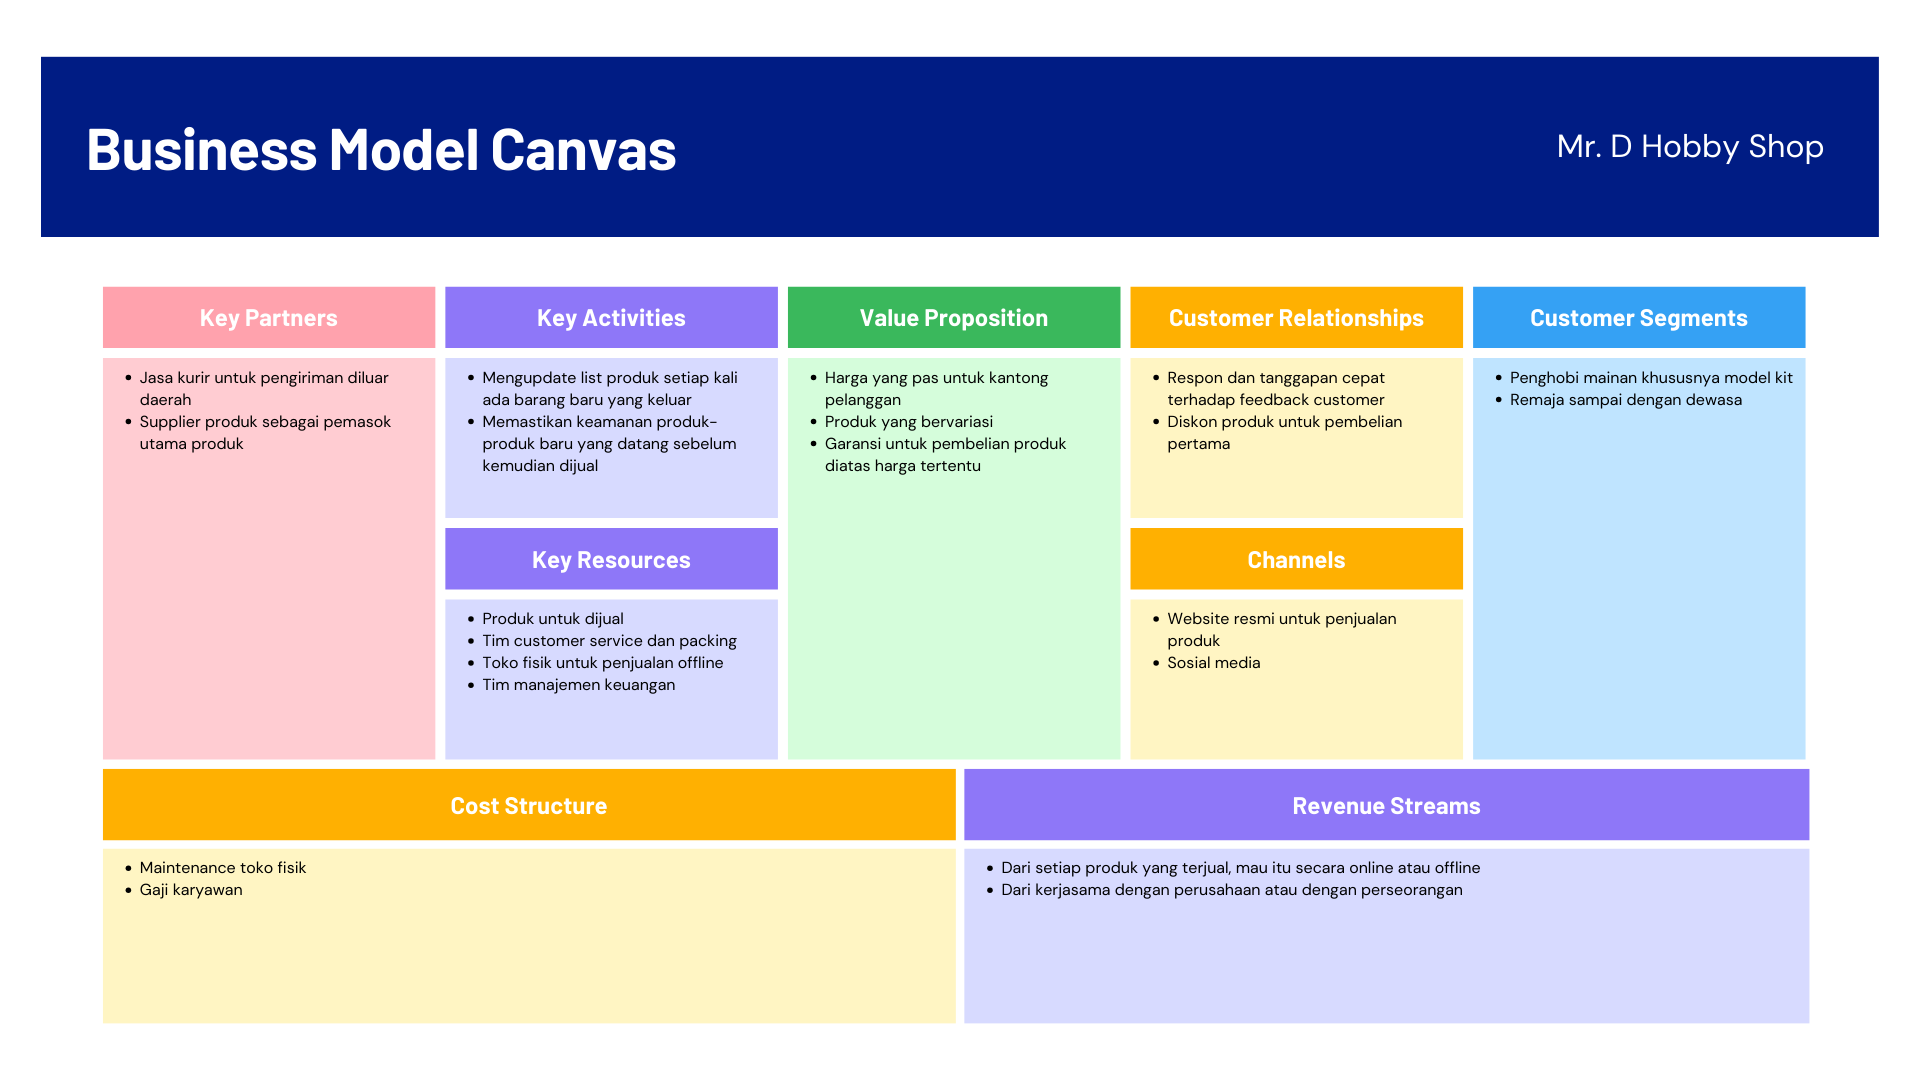 Business Model Canvas
Mr. D Hobby Shop
Key Partners
Jasa kurir untuk pengiriman diluar
daerah
Supplier produk sebagai pemasok
utama produk
Key Activities
Mengupdate list produk setiap kali
ada barang baru yang keluar
Memastikan keamanan produk-
produk baru yang datang sebelum
kemudian dijual
Key Resources
Produk untuk dijual
Tim customer service dan packing
Toko fisik untuk penjualan offline
Tim manajemen keuangan
Value Proposition
Harga yang pas untuk kantong
pelanggan
Produk yang bervariasi
Garansi untuk pembelian produk
diatas harga tertentu
Customer Relationships
Respon dan tanggapan cepat
terhadap feedback customer
Diskon produk untuk pembelian
pertama
Channels
Website resmi untuk penjualan
produk
Sosial media
Customer Segments
Penghobi mainan khususnya model kit
Remaja sampai dengan dewasa
Cost Structure
Maintenance toko fisik
Gaji karyawan
Revenue Streams
Dari setiap produk yang terjual, mau itu secara online atau offline
Dari kerjasama dengan perusahaan atau dengan perseorangan